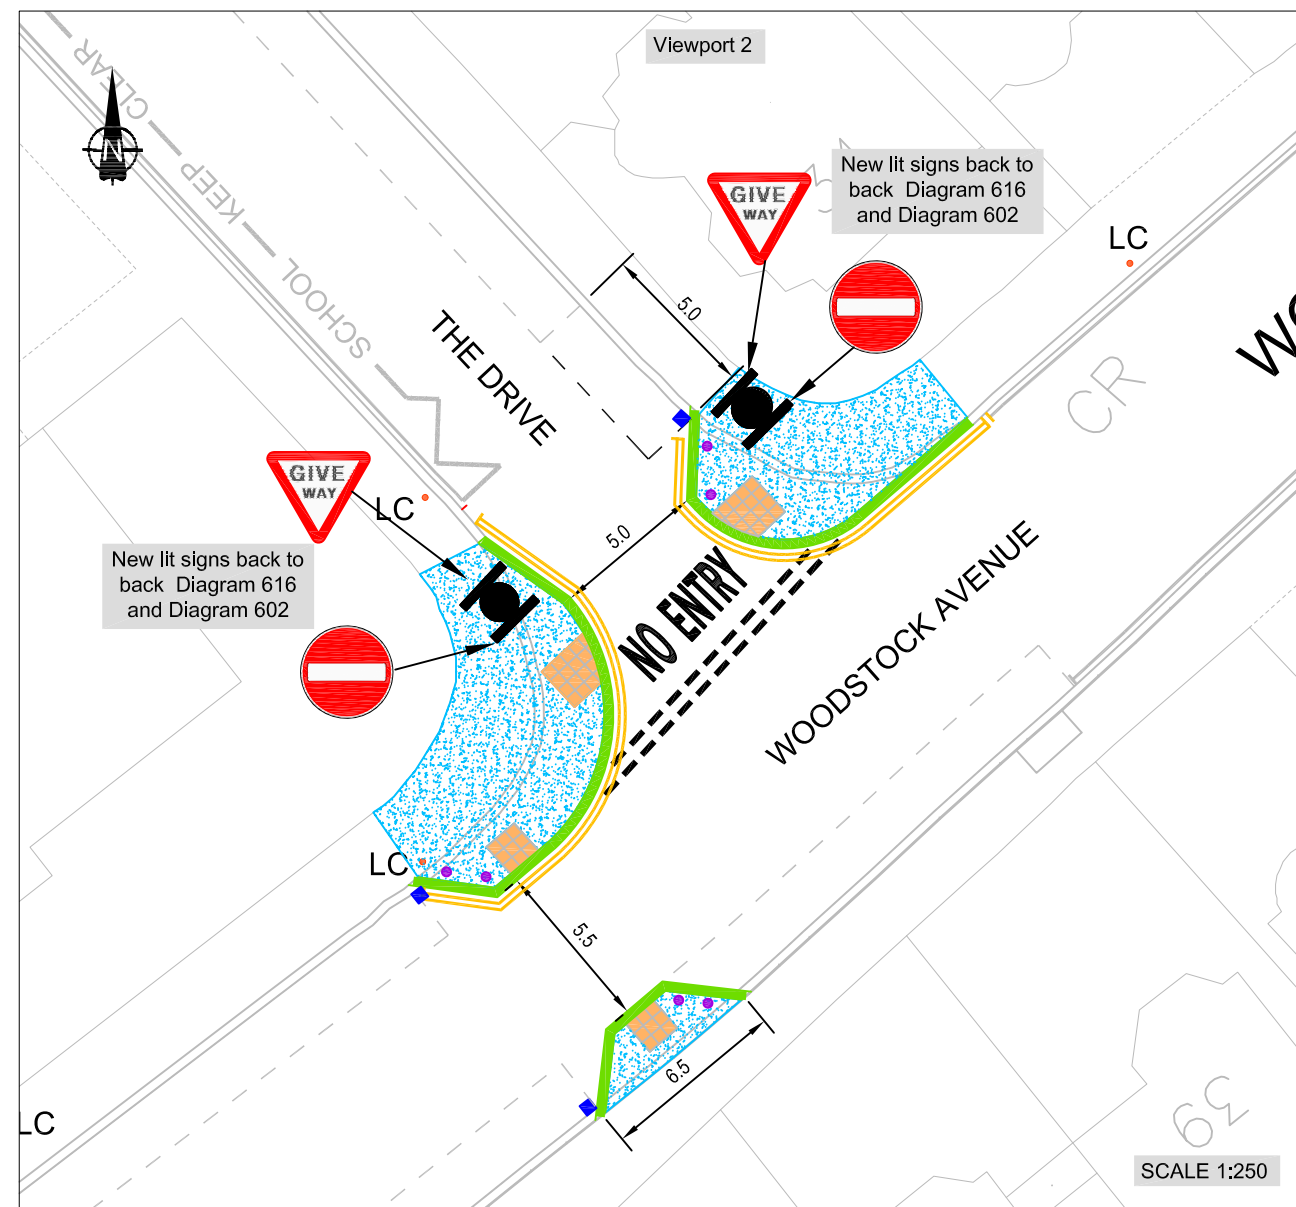 Viewport 2
CLEAR
KEEP
SCHOOL
N
GIVE
WAY
New lit signs back to
back Diagram 616
and Diagram 602
LC
5.0
THE DRIVE
CR
GIVE
WAY
LC
5.0
New lit signs back to
back Diagram 616
and Diagram 602
NO ENTRY
WOODSTOCK AVENUE
LC
5.5
6.5
LC
39
SCALE 1:250